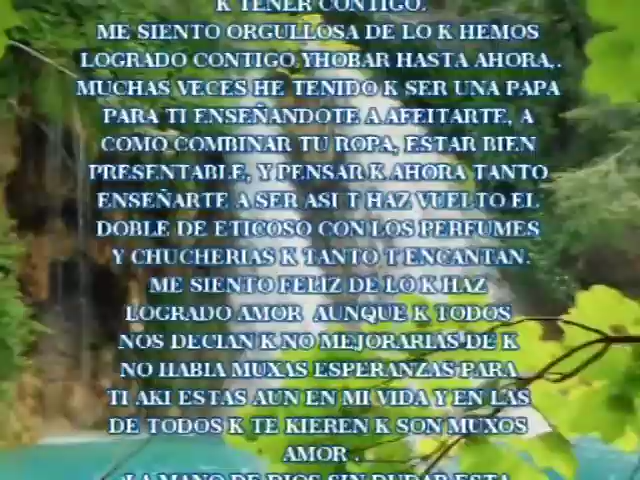 K TENER CONTIGO.
ME SIENTO ORGULLOSA DE LO K HEMOS
LOGRADO CONTIGO,YHOBAR HASTA AHORA,.
MUCHAS VECES HE TENIDO K SER UNA PAPA
PARA TI ENSEÑANDOTE A AFEITARTE, A
COMO COMBINAR TU ROPA, ESTAR BIEN
PRESENTABLE, Y PENSAR K AHORA TANTO
ENSEÑARTE A SER ASI T HAZ VUELTO EL
DOBLE DE ETICOSO CON LOS PERFUMES
Y CHUCHERIAS K TANTO T ENCANTAN.
ME SIENTO FELIZ DE LO K HAZ
LOGRADO AMOR AUNQUE K TODOS
NOS DECIAN K NO MEJORARIAS DE K
NO HABIA MUXAS ESPERANZAS PARA
TI AKI ESTAS AUN EN MI VIDA Y EN LAS
DE TODOS K TE KIEREN K SON MUXOS
AMOR .
LA MANO DE DIOS SIN DUDAR ESTA